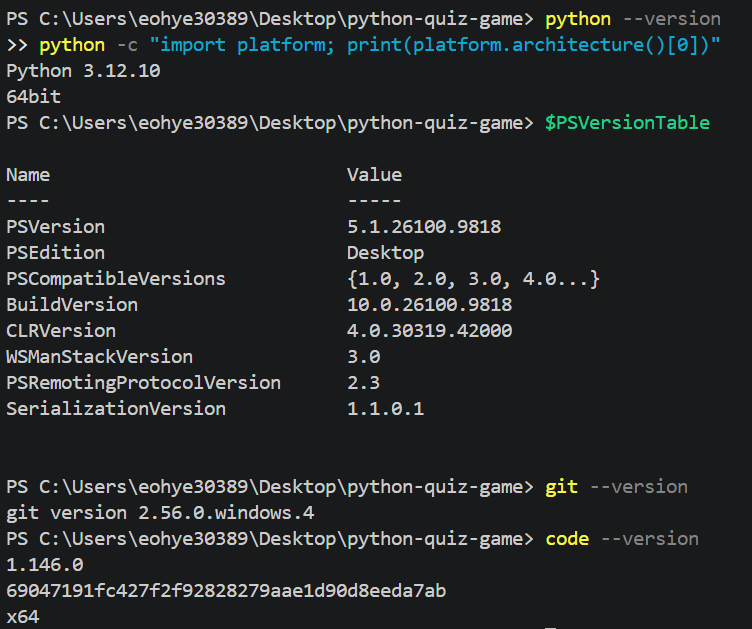 PS C:\Users\eohye30389\Desktop\python-quiz-game> python --version
>> python -c "import platform; print(platform.architecture()[0])"
Python 3.12.10
64bit
PS C:\Users\eohye30389\Desktop\python-quiz-game> $PSVersionTable
Name                           Value
----                           -----
PSVersion                      5.1.26100.9818
PSEdition                      Desktop
PSCompatibleVersions           {1.0, 2.0, 3.0, 4.0...}
BuildVersion                   10.0.26100.9818
CLRVersion                     4.0.30319.42000
WSManStackVersion              3.0
PSRemotingProtocolVersion      2.3
SerializationVersion           1.1.0.1
PS C:\Users\eohye30389\Desktop\python-quiz-game> git --version
git version 2.56.0.windows.4
PS C:\Users\eohye30389\Desktop\python-quiz-game> code --version
1.146.0
69047191fc427f2f92828279aae1d90d8eeda7ab
x64